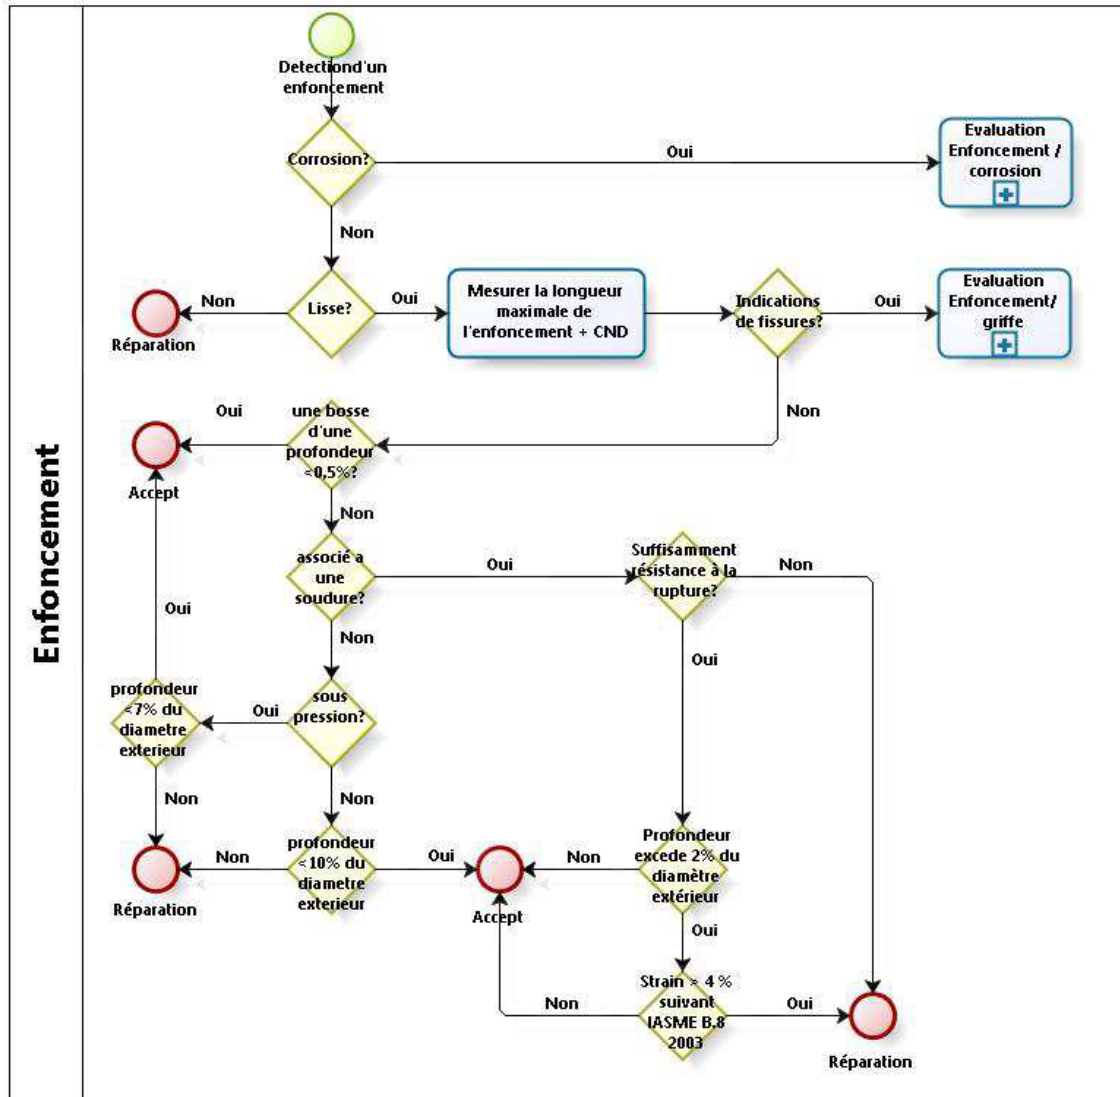 Enfoncement
Detectiond'un
enfoncement
Corrosion?
Oui
Evaluation
Enfoncement /
corrosion
Non
Lisse?
Non
Réparation
Oui
Mesurer la longueur
maximale de
l'enfoncement + CND
Indications
de fissures?
Oui
Evaluation
Enfoncement/
griffe
Non
une bosse
d'une
profondeur
<0,5%?
Oui
Accept
Non
associé a
une
soudure?
Oui
Suffisamment
résistance à la
rupture?
Non
Oui
Non
sous
pression?
Oui
profondeur
<7% du
diametre
exterieur
Oui
Non
Réparation
Non
profondeur
<10% du
diametre
exterieur
Non
Oui
Accept
Profondeur
excede 2% du
diamètre
extérieur
Non
Oui
Strain > 4 %
suivant
IASME B.8
2003
Non
Oui
Réparation